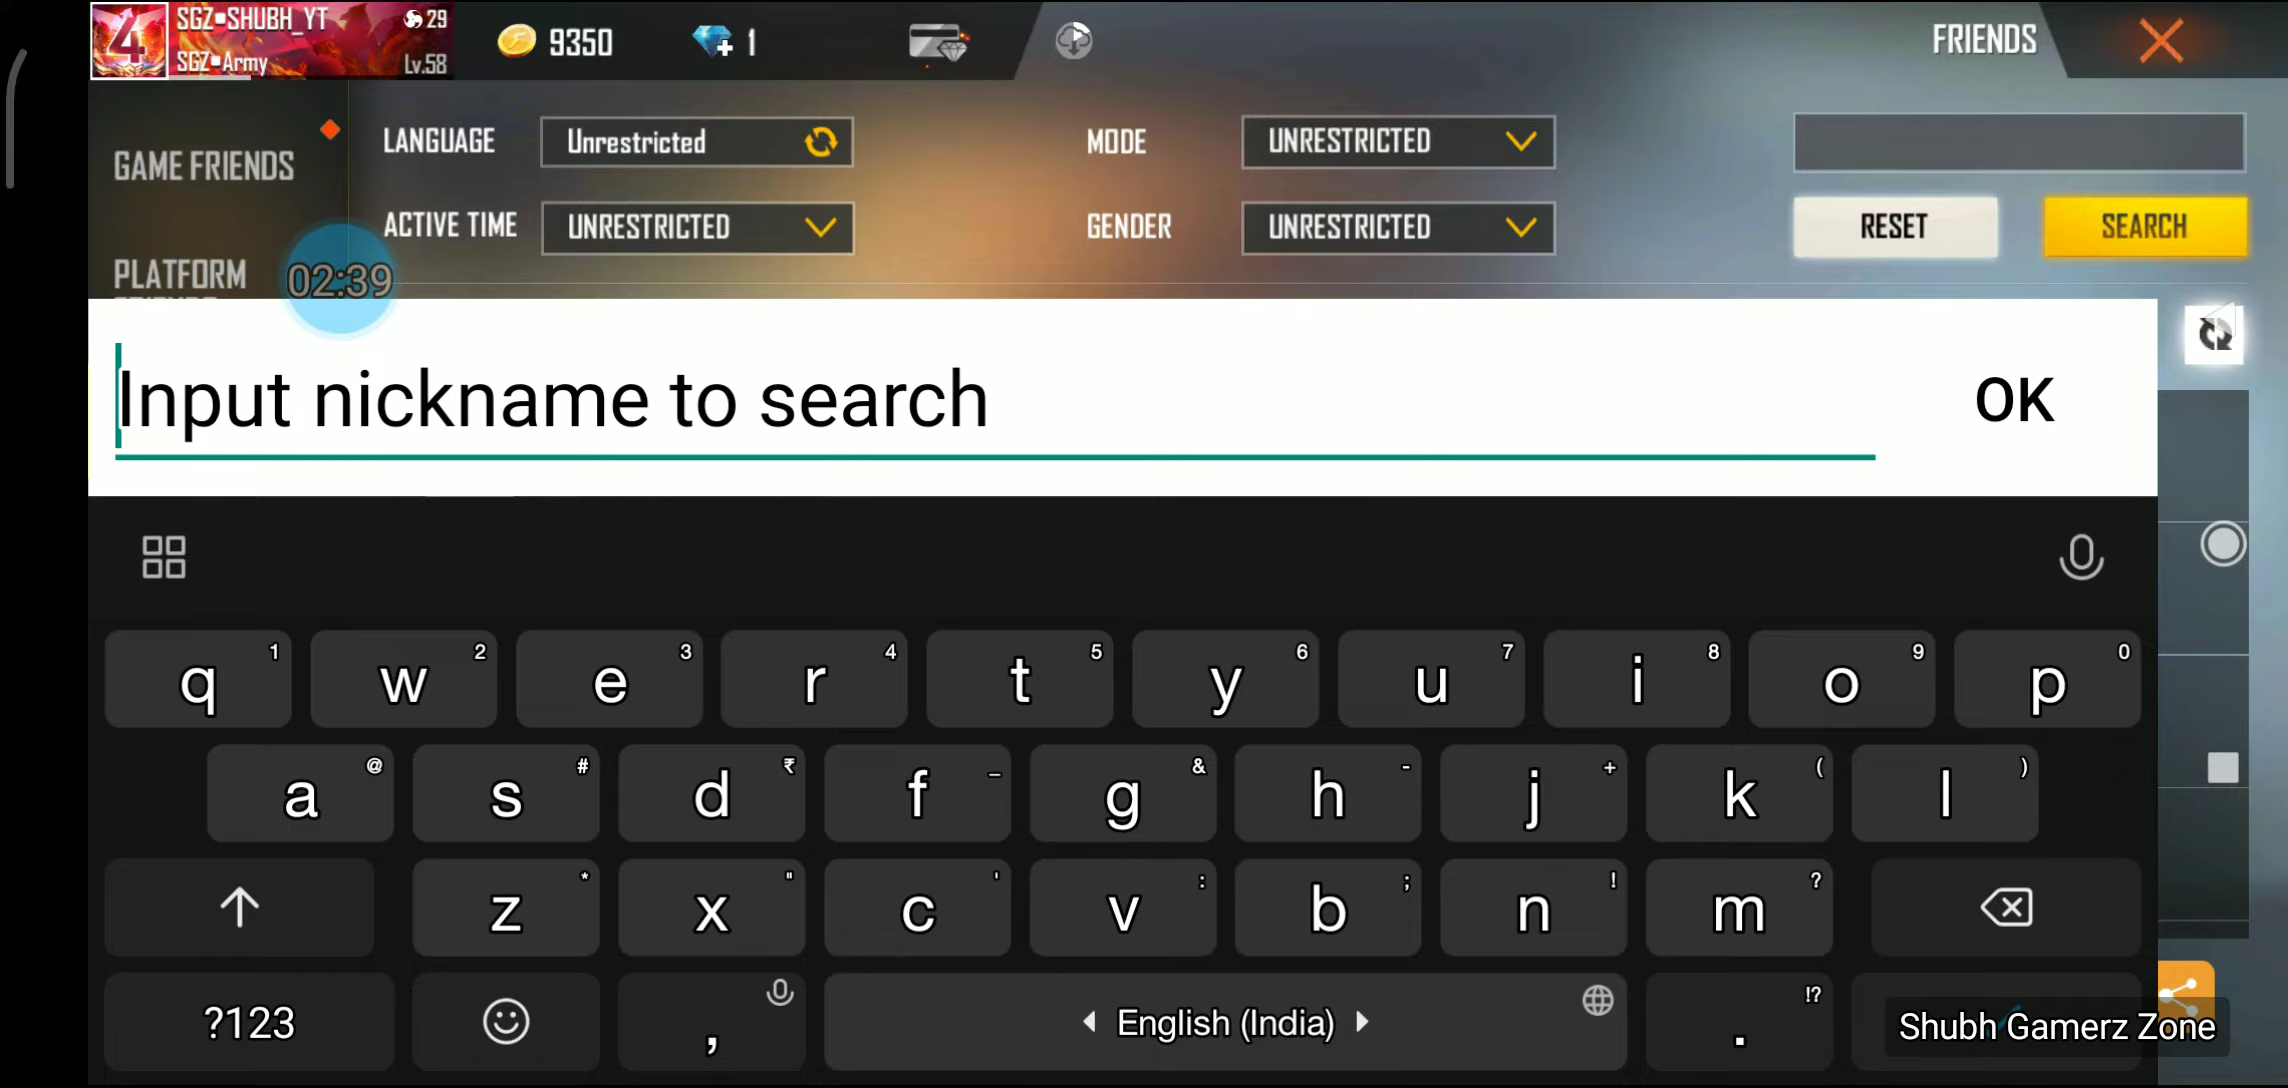 SGZ▪SHUBH_YT 29
SGZ▪Army Lv.58
9350
1
FRIENDS
GAME FRIENDS
LANGUAGE Unrestricted
MODE UNRESTRICTED
ACTIVE TIME UNRESTRICTED
GENDER UNRESTRICTED
RESET SEARCH
PLATFORM
02:39
Input nickname to search OK
q 1 w 2 e 3 r 4 t 5 y 6 u 7 i 8 o 9 p 0
a @ s # d ₹ f _ g & h - j + k ( l )
z * x " c ' v : b ; n ! m ?
?123 , English (India) . !?
Shubh Gamerz Zone